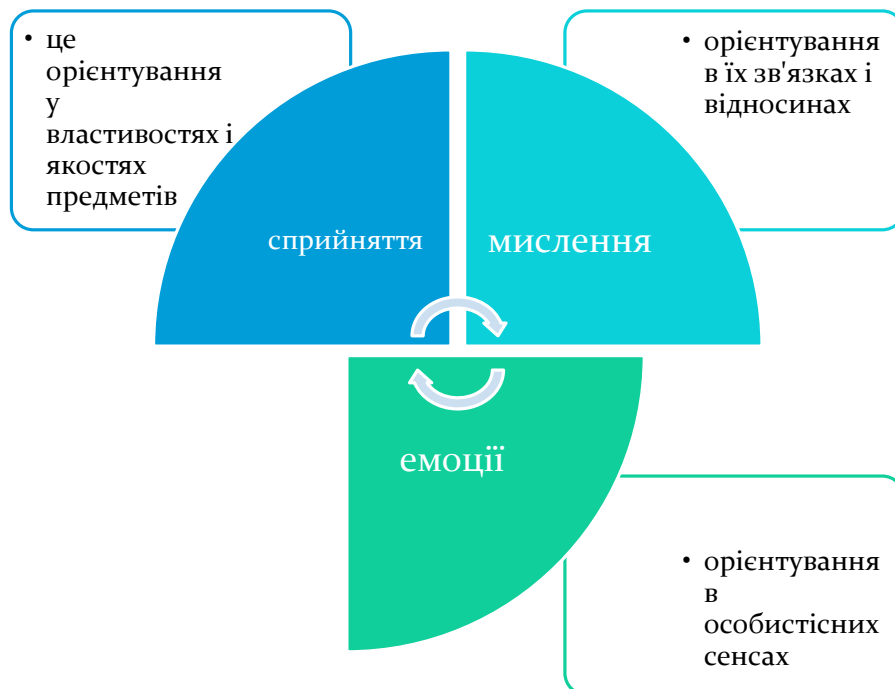 • це
орієнтування
у
властивостях і
якостях
предметів
• орієнтування
в їх зв'язках і
відносинах
сприйняття
мислення
емоції
• орієнтування
в
особистісних
сенсах